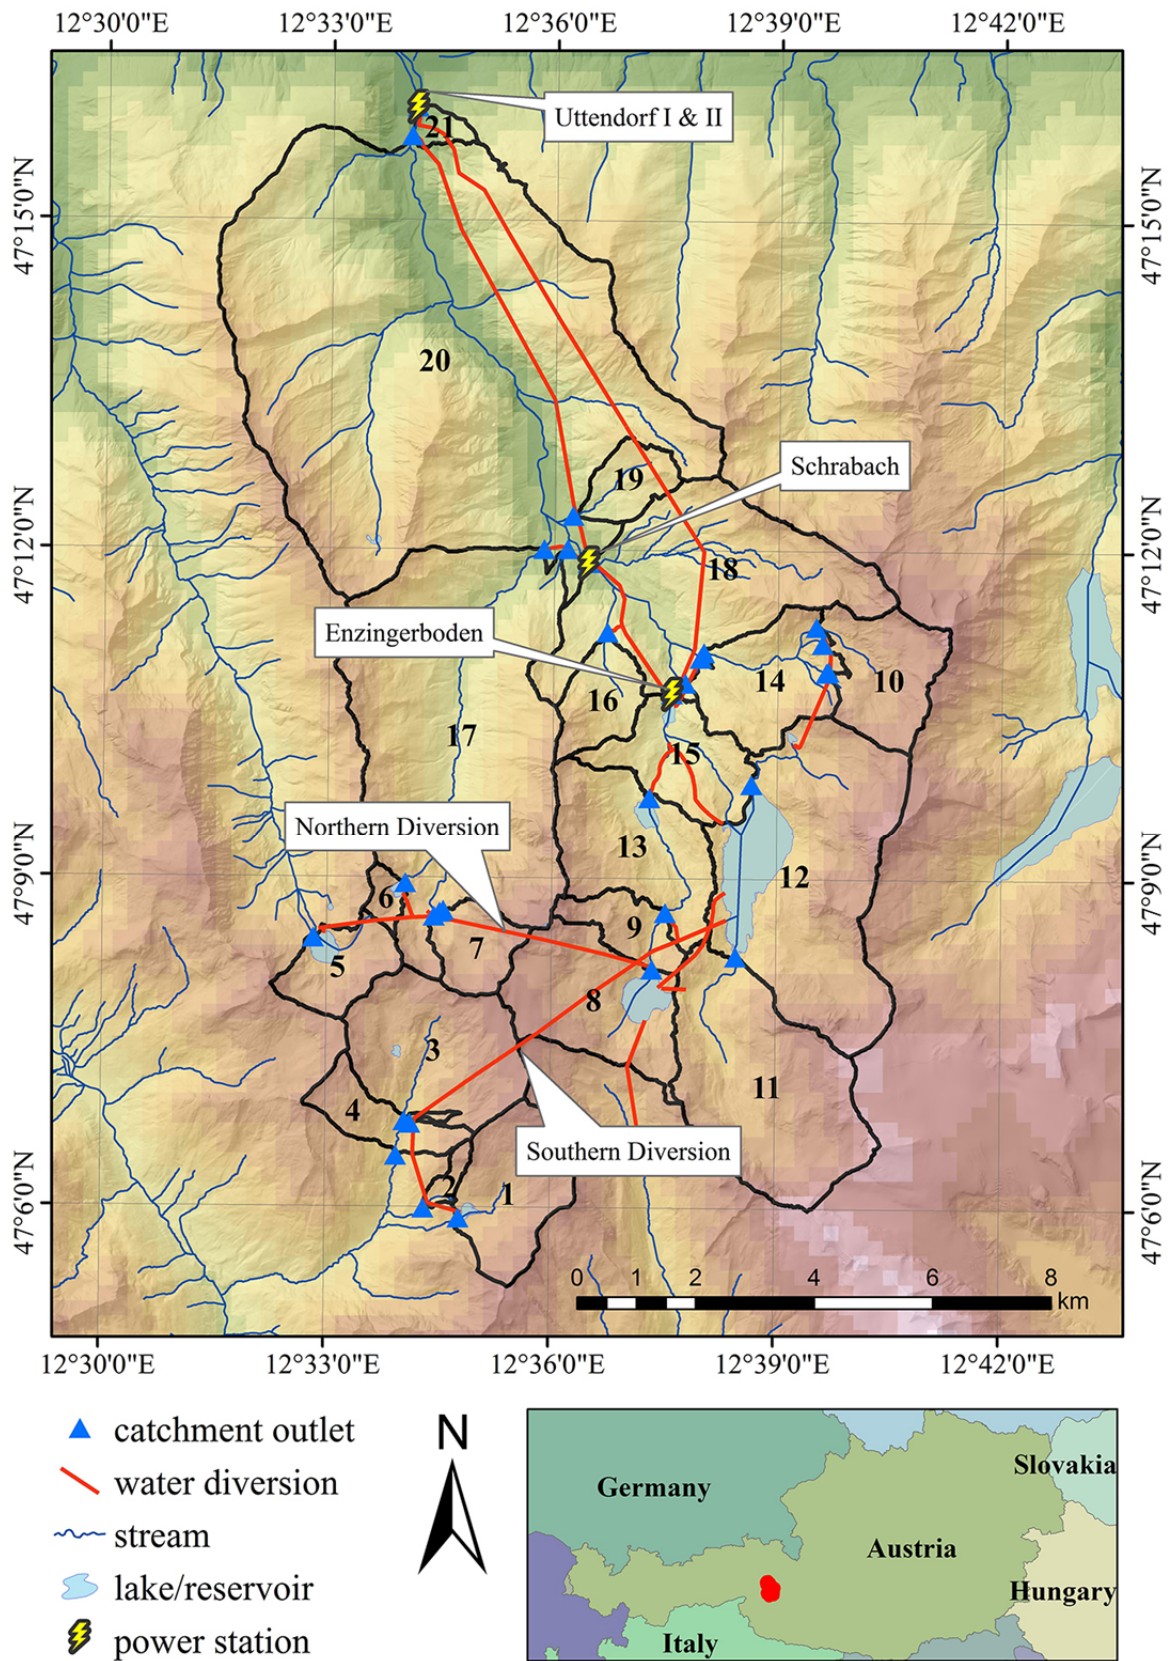 12°30'0"E 12°33'0"E 12°36'0"E 12°39'0"E 12°42'0"E
Uttendorf I & II
21
47°15'0"N 47°15'0"N
20
Schrabach
19
47°12'0"N 47°12'0"N
18
Enzingerboden
14 10
16
17
15
Northern Diversion
13
12
47°9'0"N 47°9'0"N
6
9
7
5
8
3
11
4
Southern Diversion
2
1
47°6'0"N 47°6'0"N
0 1 2 4 6 8
km
12°30'0"E 12°33'0"E 12°36'0"E 12°39'0"E 12°42'0"E
catchment outlet
water diversion
stream
lake/reservoir
power station
N
Germany
Slovakia
Austria
Hungary
Italy